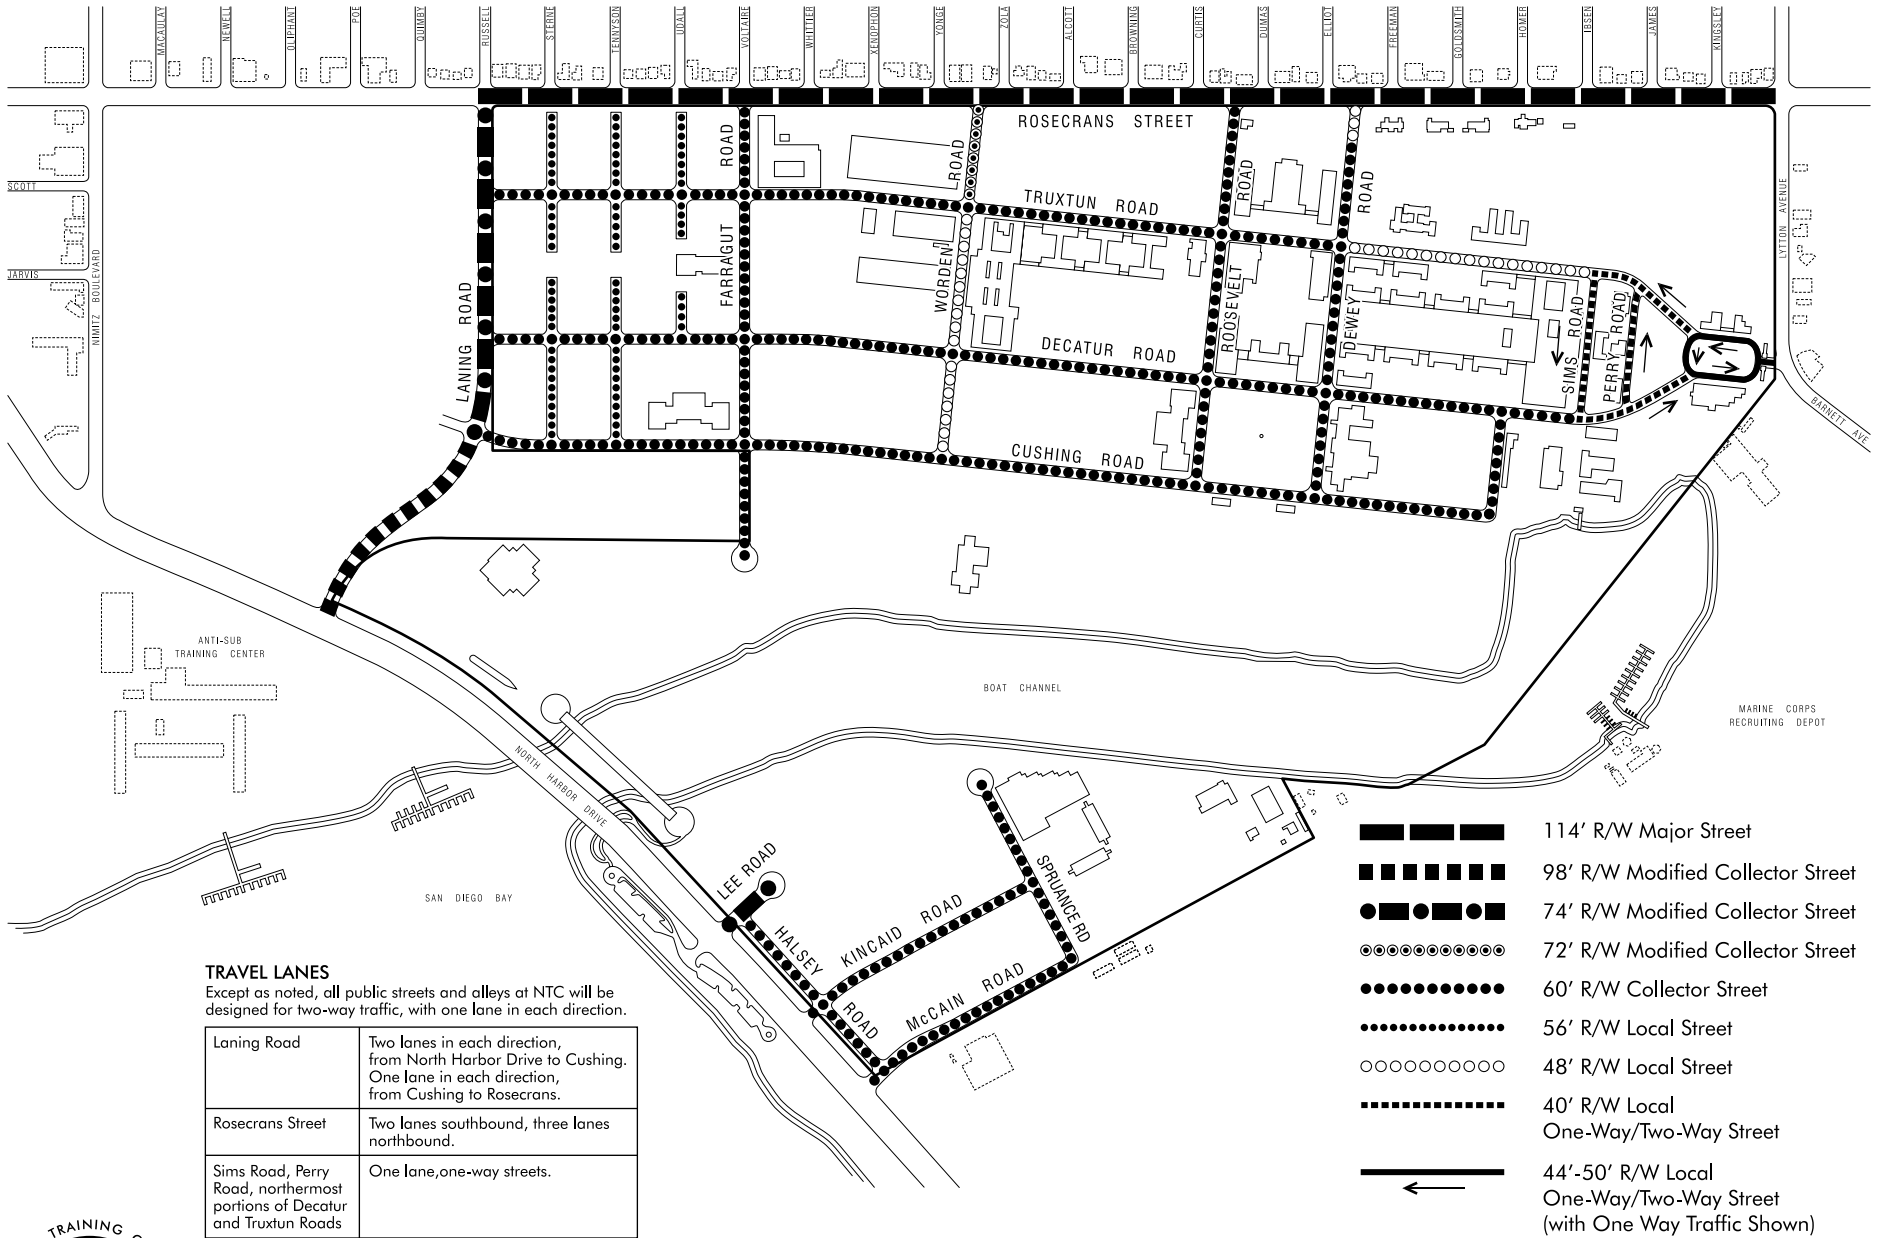 MACAULAY
NEWELL
OLIPHANT
POE
QUIMBY
RUSSELL
STERNE
TENNYSON
UDALL
VOLTAIRE
WHITTIER
XENOPHON
YONGE
ZOLA
ALCOTT
BROWNING
CURTIS
DUMAS
ELLIOT
FREEMAN
GOLDSMITH
HOMER
IBSEN
JAMES
KINGSLEY
SCOTT
JARVIS
NIMITZ BOULEVARD
LANING ROAD
FARRAGUT ROAD
WORDEN ROAD
ROSECRANS STREET
TRUXTUN ROAD
DECATUR ROAD
CUSHING ROAD
ROOSEVELT ROAD
DEWEY ROAD
SIMS ROAD
PERRY ROAD
LYTTON AVENUE
BARNETT AVE
ANTI-SUB
TRAINING CENTER
BOAT CHANNEL
MARINE CORPS
RECRUITING DEPOT
NORTH HARBOR DRIVE
SAN DIEGO BAY
LEE ROAD
HALSEY ROAD
KINCAID ROAD
McCAIN ROAD
SPRUANCE RD
114' R/W Major Street
98' R/W Modified Collector Street
74' R/W Modified Collector Street
72' R/W Modified Collector Street
60' R/W Collector Street
56' R/W Local Street
48' R/W Local Street
40' R/W Local
One-Way/Two-Way Street
44'-50' R/W Local
One-Way/Two-Way Street
(with One Way Traffic Shown)
TRAVEL LANES
Except as noted, all public streets and alleys at NTC will be
designed for two-way traffic, with one lane in each direction.
Laning Road
Two lanes in each direction,
from North Harbor Drive to Cushing.
One lane in each direction,
from Cushing to Rosecrans.
Rosecrans Street
Two lanes southbound, three lanes
northbound.
Sims Road, Perry
Road, northermost
portions of Decatur
and Truxtun Roads
One lane,one-way streets.
TRAINING